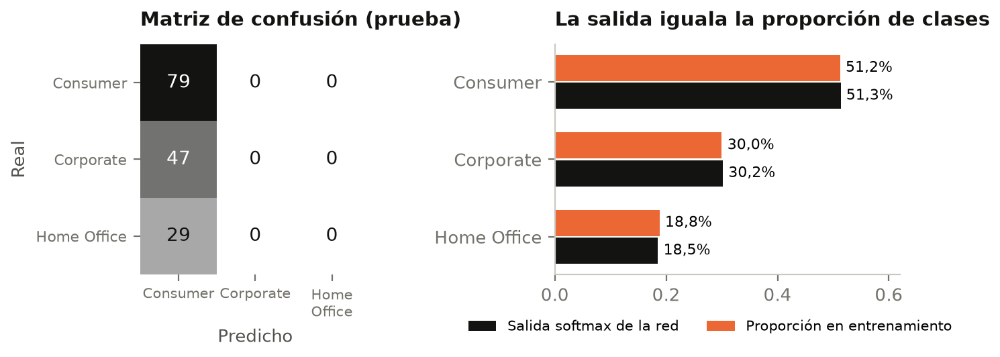 Matriz de confusión (prueba)
Real
Consumer
79
0
0
Corporate
47
0
0
Home Office
29
0
0
Consumer
Corporate
Home
Office
Predicho
La salida iguala la proporción de clases
Consumer
51,2%
51,3%
Corporate
30,0%
30,2%
Home Office
18,8%
18,5%
0.0
0.2
0.4
0.6
Salida softmax de la red
Proporción en entrenamiento